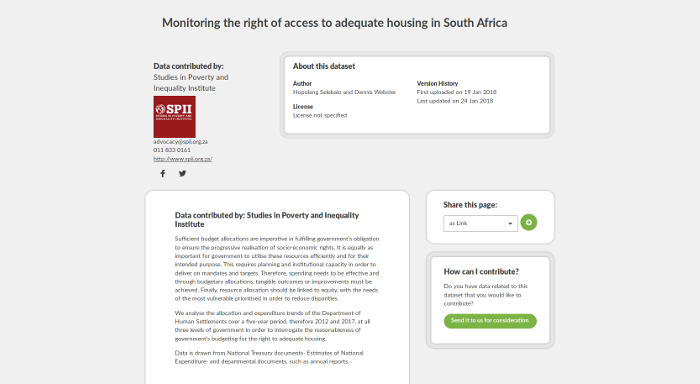 Monitoring the right of access to adequate housing in South Africa
Data contributed by:
Studies in Poverty and
Inequality Institute
SPII
STUDIES IN POVERTY AND
INEQUALITY INSTITUTE
advocacy@spii.org.za
011 833 0161
http://www.spii.org.za/
About this dataset
Author
Hopolang Selebalo and Dennis Webster
License
License not specified
Version History
First uploaded on 19 Jan 2018
Last updated on 24 Jan 2018
Data contributed by: Studies in Poverty and Inequality
Institute
Sufficient budget allocations are imperative in fulfilling government's obligation
to ensure the progressive realisation of socio-economic rights. It is equally as
important for government to utilise these resources efficiently and for their
intended purpose. This requires planning and institutional capacity in order to
deliver on mandates and targets. Therefore, spending needs to be effective and
through budgetary allocations, tangible outcomes or improvements must be
achieved. Finally, resource allocation should be linked to equity, with the needs
of the most vulnerable prioritised in order to reduce disparities.
We analyse the allocation and expenditure trends of the Department of
Human Settlements over a five-year period, therefore 2012 and 2017, at all
three levels of government in order to interrogate the reasonableness of
government's budgeting for the right to adequate housing.
Data is drawn from National Treasury documents- Estimates of National
Expenditure- and departmental documents, such as annual reports.
Share this page:
as Link
How can I contribute?
Do you have data related to this
dataset that you would like to
contribute?
Send it to us for consideration